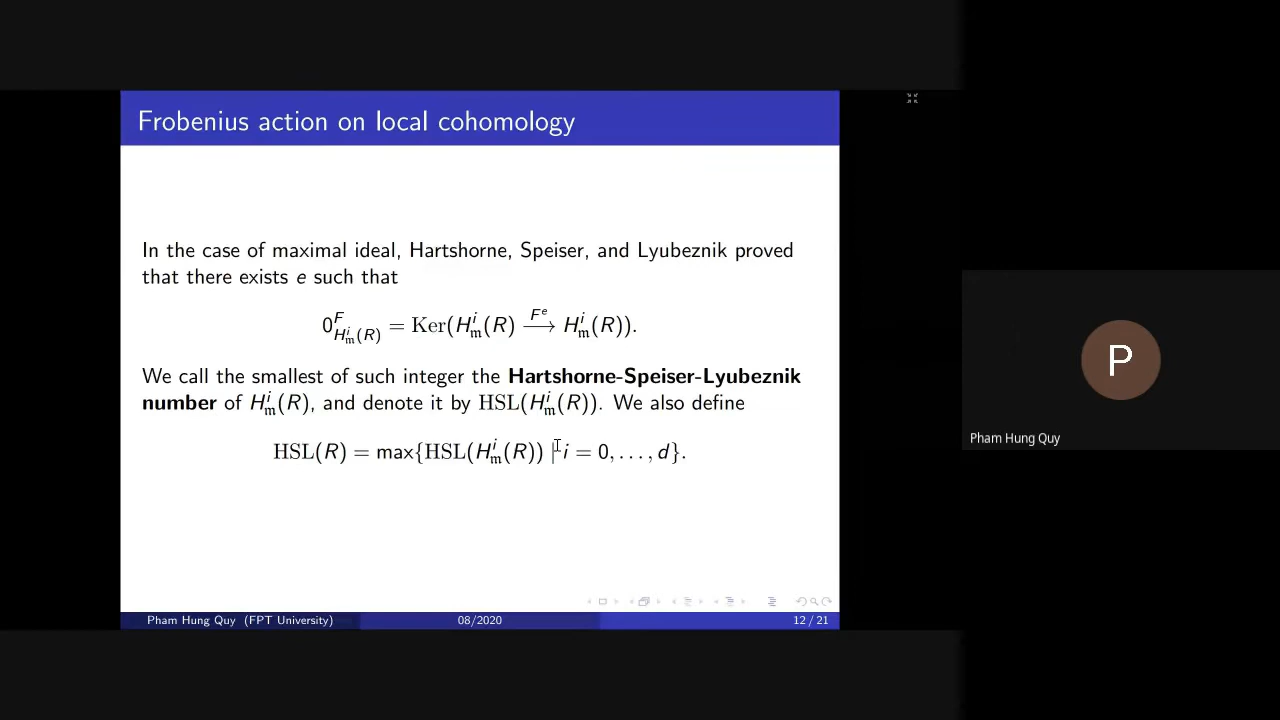 Frobenius action on local cohomology
In the case of maximal ideal, Hartshorne, Speiser, and Lyubeznik proved
that there exists e such that
0^F_{H^i_𝔪(R)} = Ker(H^i_𝔪(R) \xrightarrow{F^e} H^i_𝔪(R)).
We call the smallest of such integer the Hartshorne-Speiser-Lyubeznik
number of H^i_𝔪(R), and denote it by HSL(H^i_𝔪(R)). We also define
HSL(R) = max{HSL(H^i_𝔪(R)) | i = 0, . . . , d}.
Pham Hung Quy (FPT University) 08/2020 12 / 21
P
Pham Hung Quy